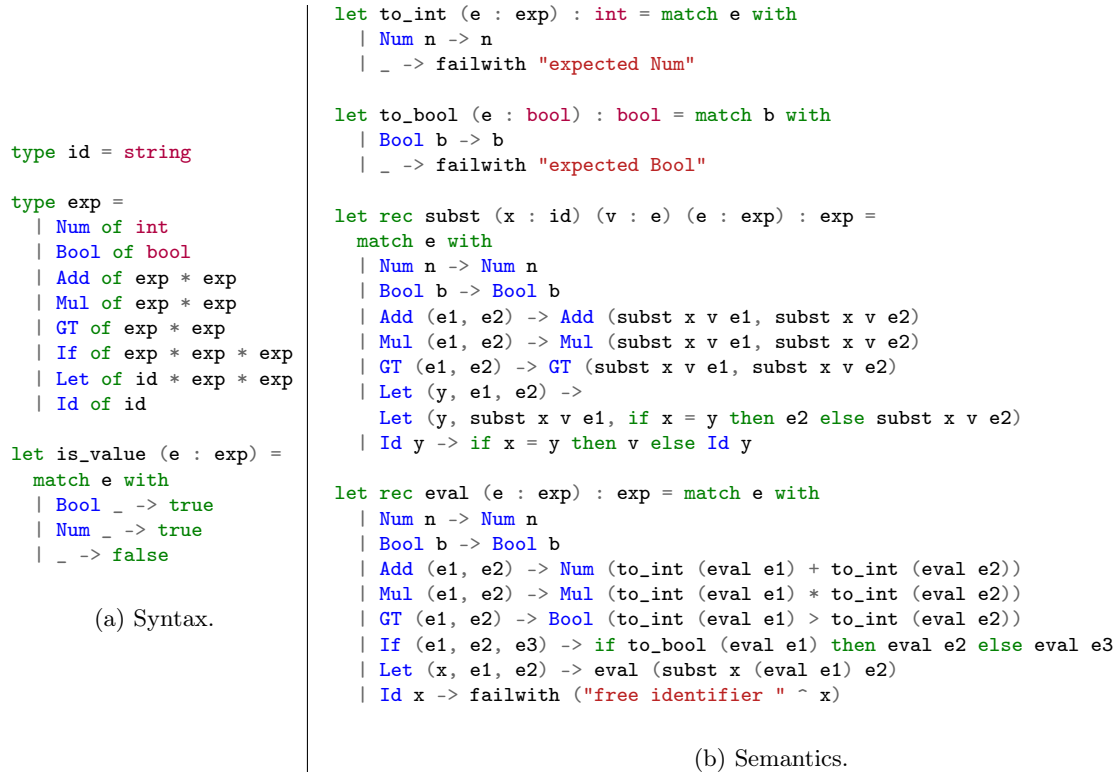 type id = string

type exp =
  | Num of int
  | Bool of bool
  | Add of exp * exp
  | Mul of exp * exp
  | GT of exp * exp
  | If of exp * exp * exp
  | Let of id * exp * exp
  | Id of id

let is_value (e : exp) =
  match e with
  | Bool _ -> true
  | Num _ -> true
  | _ -> false

(a) Syntax.

let to_int (e : exp) : int = match e with
  | Num n -> n
  | _ -> failwith "expected Num"

let to_bool (e : bool) : bool = match b with
  | Bool b -> b
  | _ -> failwith "expected Bool"

let rec subst (x : id) (v : e) (e : exp) : exp =
  match e with
  | Num n -> Num n
  | Bool b -> Bool b
  | Add (e1, e2) -> Add (subst x v e1, subst x v e2)
  | Mul (e1, e2) -> Mul (subst x v e1, subst x v e2)
  | GT (e1, e2) -> GT (subst x v e1, subst x v e2)
  | Let (y, e1, e2) ->
    Let (y, subst x v e1, if x = y then e2 else subst x v e2)
  | Id y -> if x = y then v else Id y

let rec eval (e : exp) : exp = match e with
  | Num n -> Num n
  | Bool b -> Bool b
  | Add (e1, e2) -> Num (to_int (eval e1) + to_int (eval e2))
  | Mul (e1, e2) -> Mul (to_int (eval e1) * to_int (eval e2))
  | GT (e1, e2) -> Bool (to_int (eval e1) > to_int (eval e2))
  | If (e1, e2, e3) -> if to_bool (eval e1) then eval e2 else eval e3
  | Let (x, e1, e2) -> eval (subst x (eval e1) e2)
  | Id x -> failwith ("free identifier " ^ x)

(b) Semantics.